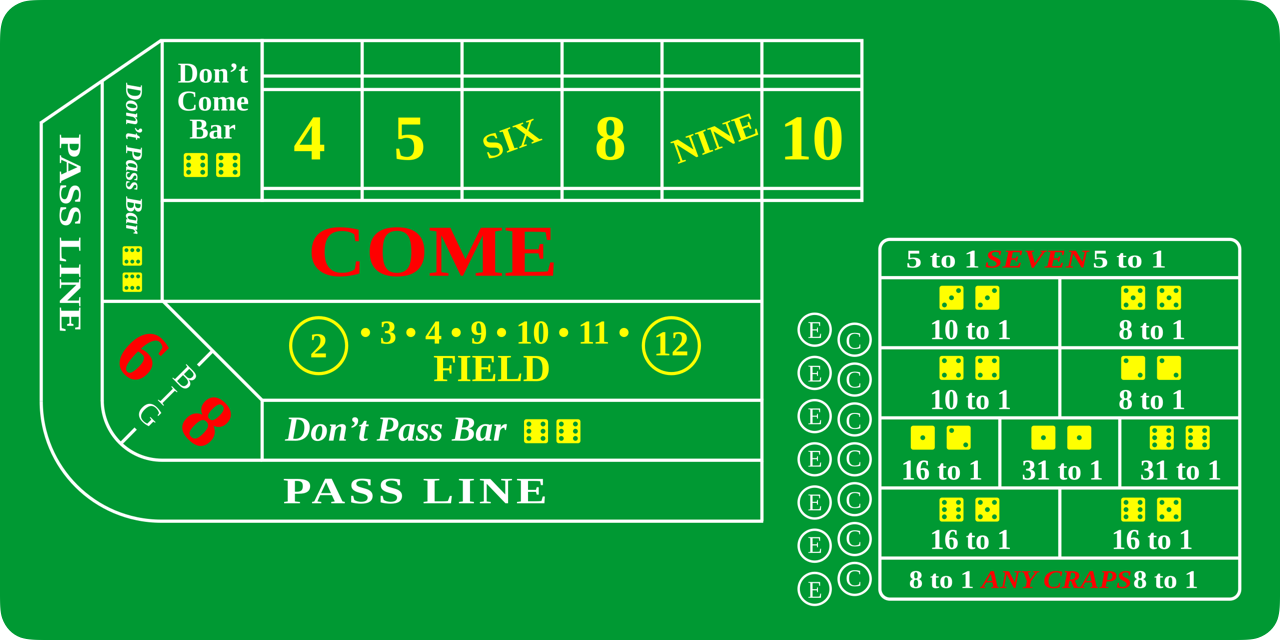 PASS LINE
Don’t Pass Bar
Don’t
Come
Bar
4
5
SIX
8
NINE
10
COME
6
8
BIG
2 • 3 • 4 • 9 • 10 • 11 • 12
FIELD
Don’t Pass Bar
PASS LINE
E
E
E
E
E
E
E
C
C
C
C
C
C
C
5 to 1 SEVEN 5 to 1
10 to 1
8 to 1
10 to 1
8 to 1
16 to 1
31 to 1
31 to 1
16 to 1
16 to 1
8 to 1 ANY CRAPS 8 to 1